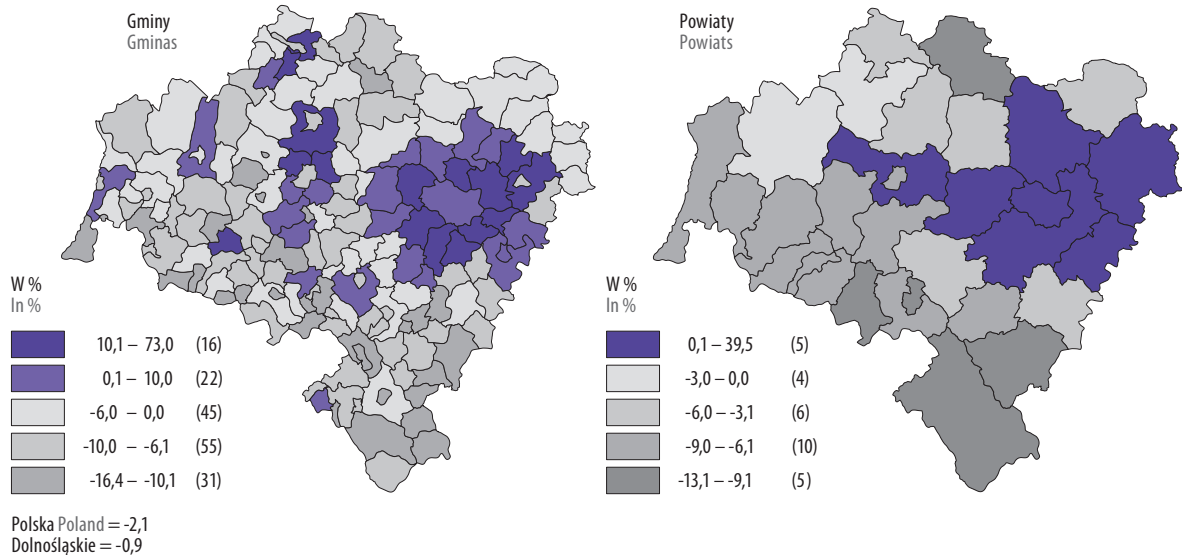 Gminy
Gminas
W %
In %
10,1 – 73,0 (16)
0,1 – 10,0 (22)
-6,0 – 0,0 (45)
-10,0 – -6,1 (55)
-16,4 – -10,1 (31)
Polska Poland = -2,1
Dolnośląskie = -0,9
Powiaty
Powiats
W %
In %
0,1 – 39,5 (5)
-3,0 – 0,0 (4)
-6,0 – -3,1 (6)
-9,0 – -6,1 (10)
-13,1 – -9,1 (5)